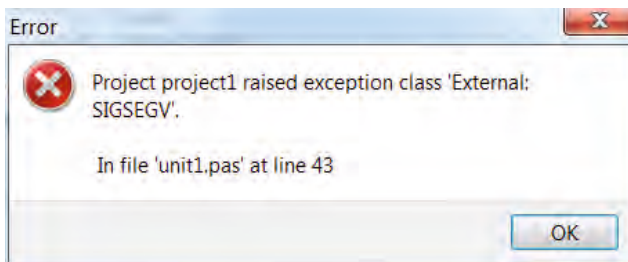 Error
Project project1 raised exception class 'External:
SIGSEGV'.
In file 'unit1.pas' at line 43
OK